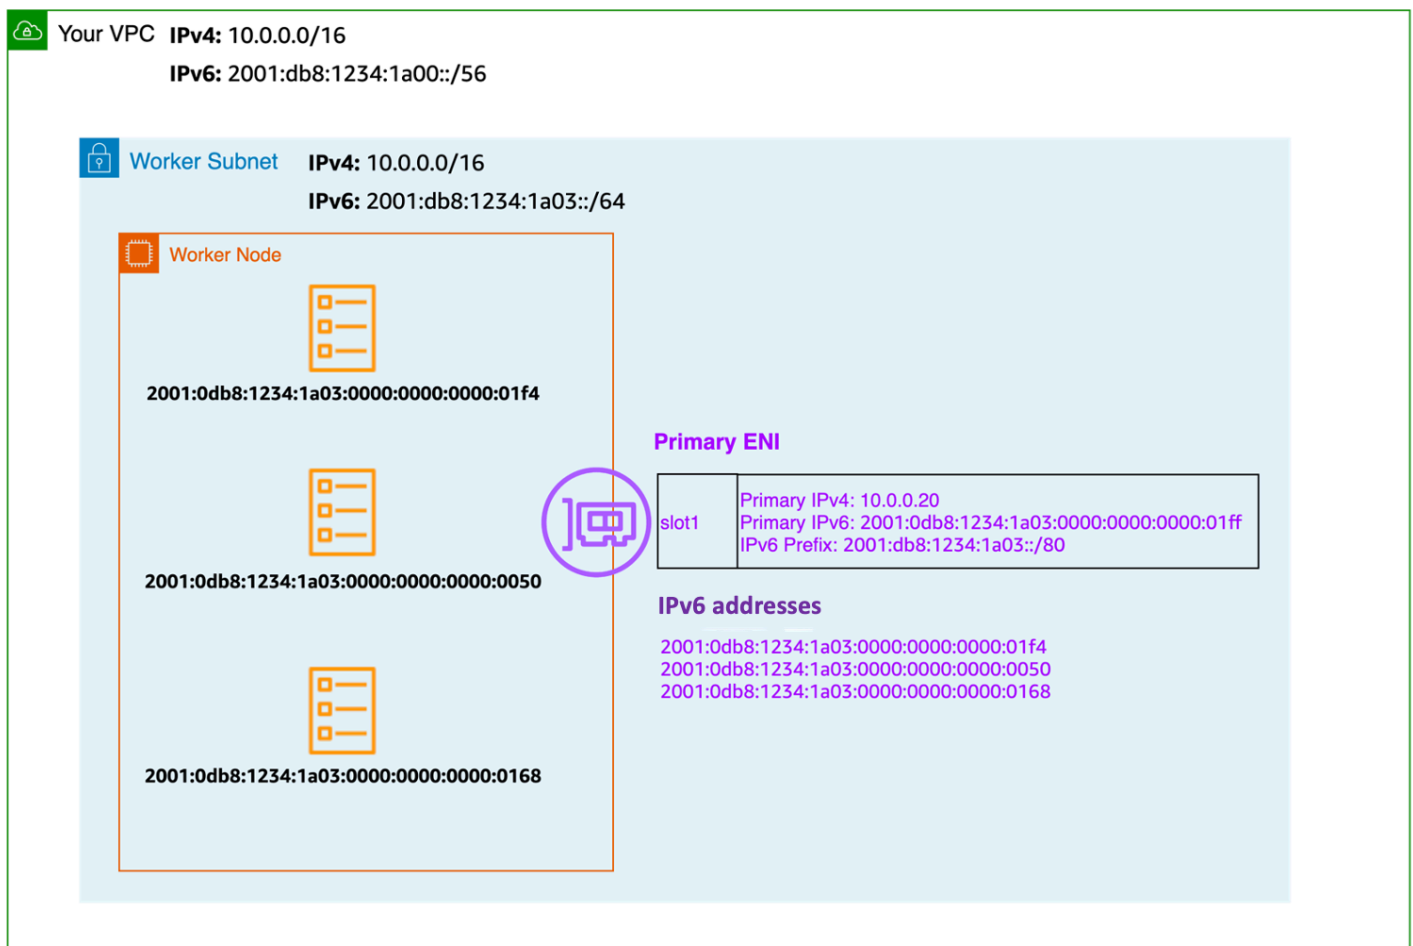 Your VPC IPv4: 10.0.0.0/16
IPv6: 2001:db8:1234:1a00::/56
Worker Subnet IPv4: 10.0.0.0/16
IPv6: 2001:db8:1234:1a03::/64
Worker Node
2001:0db8:1234:1a03:0000:0000:0000:01f4
2001:0db8:1234:1a03:0000:0000:0000:0050
2001:0db8:1234:1a03:0000:0000:0000:0168
Primary ENI
slot1
Primary IPv4: 10.0.0.20
Primary IPv6: 2001:0db8:1234:1a03:0000:0000:0000:01ff
IPv6 Prefix: 2001:db8:1234:1a03::/80
IPv6 addresses
2001:0db8:1234:1a03:0000:0000:0000:01f4
2001:0db8:1234:1a03:0000:0000:0000:0050
2001:0db8:1234:1a03:0000:0000:0000:0168